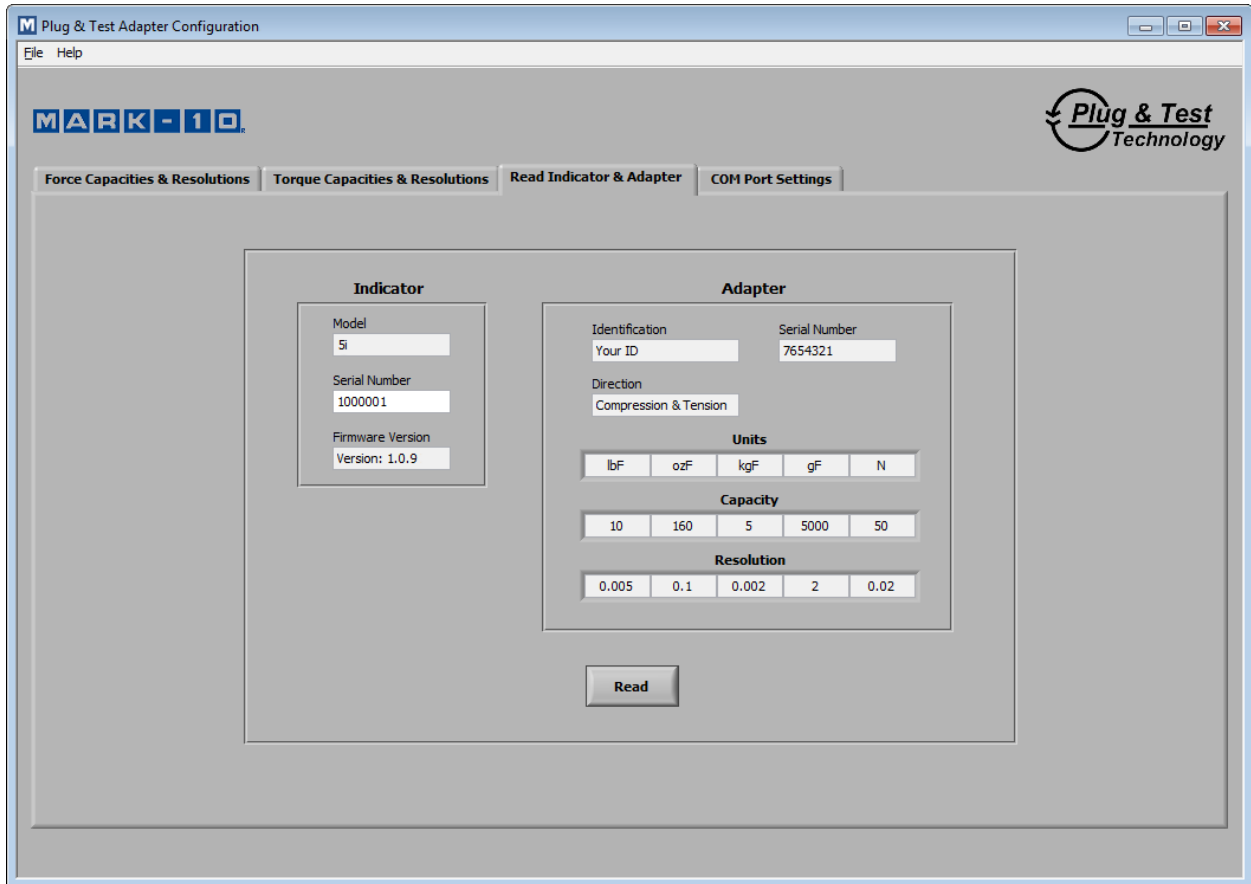 M Plug & Test Adapter Configuration
File Help
MARK-10
Plug & Test
Technology
Force Capacities & Resolutions Torque Capacities & Resolutions Read Indicator & Adapter COM Port Settings
Indicator
Model
5i
Serial Number
1000001
Firmware Version
Version: 1.0.9
Adapter
Identification Serial Number
Your ID 7654321
Direction
Compression & Tension
Units
lbF ozF kgF gF N
Capacity
10 160 5 5000 50
Resolution
0.005 0.1 0.002 2 0.02
Read